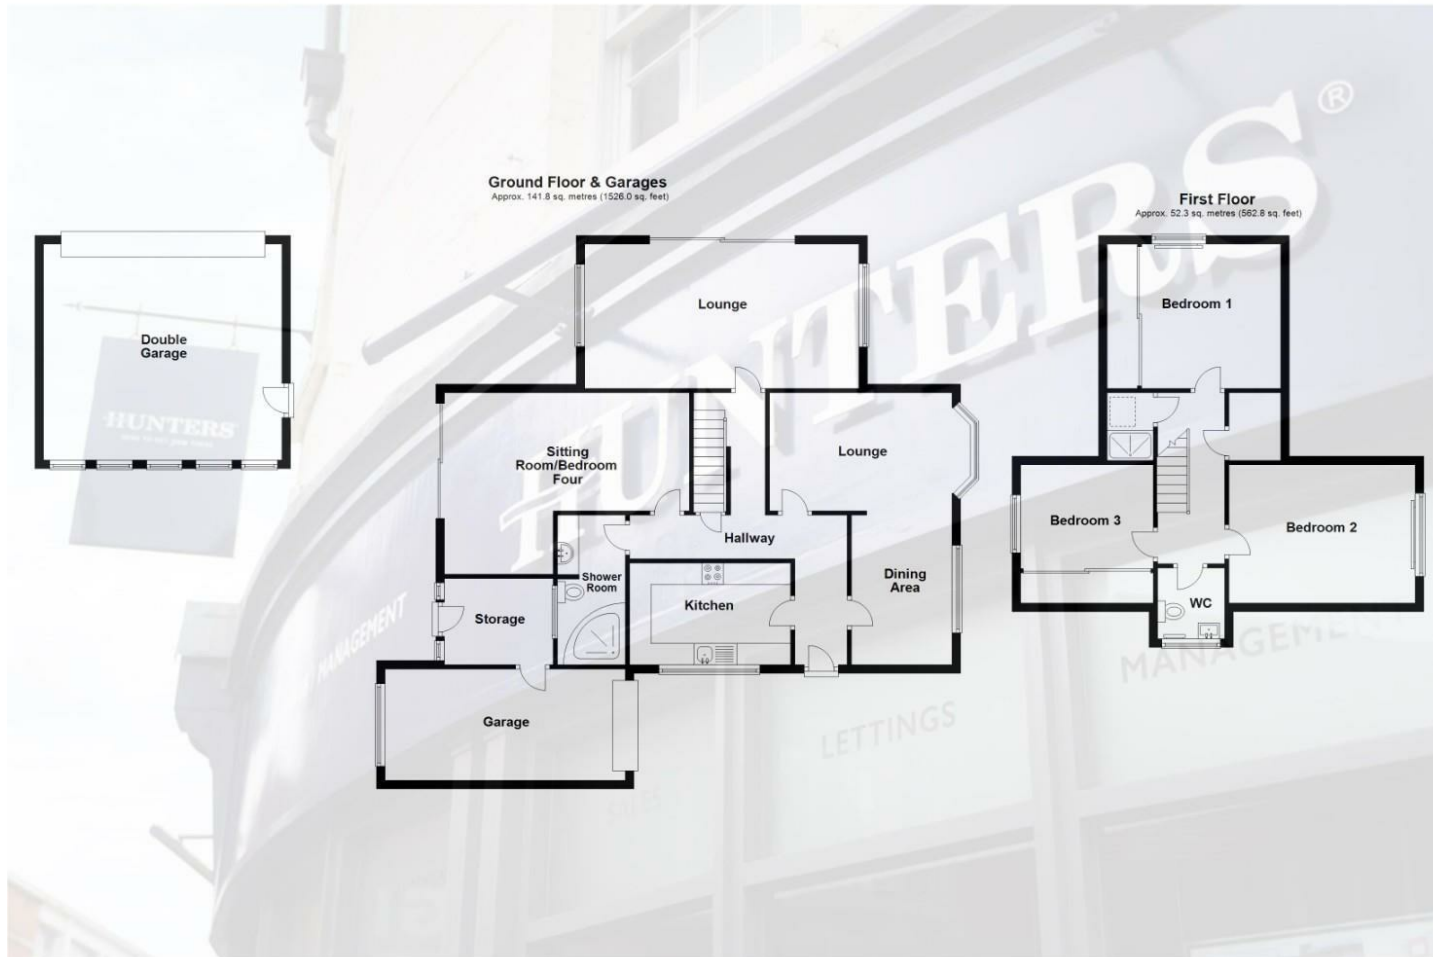 Ground Floor & Garages
Approx. 141.8 sq. metres (1526.0 sq. feet)
First Floor
Approx. 52.3 sq. metres (562.8 sq. feet)
HUNTERS®
Double
Garage
HUNTERS
Lounge
Bedroom 1
Sitting
Room/Bedroom
Four
Lounge
Hallway
Bedroom 3
Bedroom 2
Shower
Room
Kitchen
Dining
Area
Storage
WC
Garage
MANAGEMENT
MANAGEMENT
LETTINGS
SALES